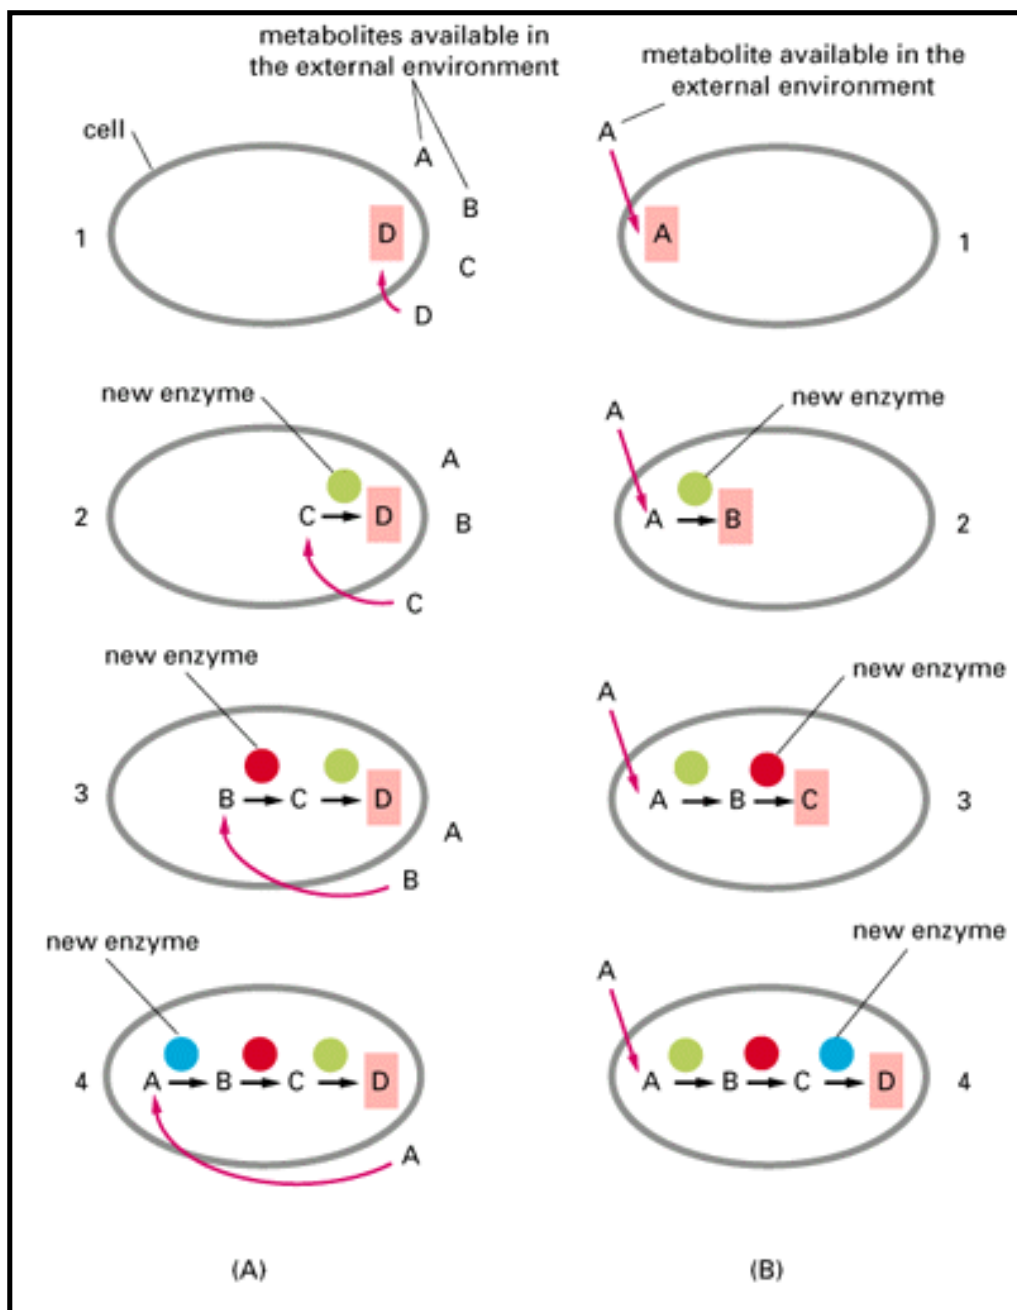 metabolites available in
the external environment
metabolite available in the
external environment
cell
A
B
C
D
D
1
A
A
1
new enzyme
A
B
C
C D
2
new enzyme
A
A B
2
new enzyme
A
B
B C D
3
new enzyme
A
A B C
3
new enzyme
A
A B C D
4
new enzyme
A
A B C D
4
(A)
(B)